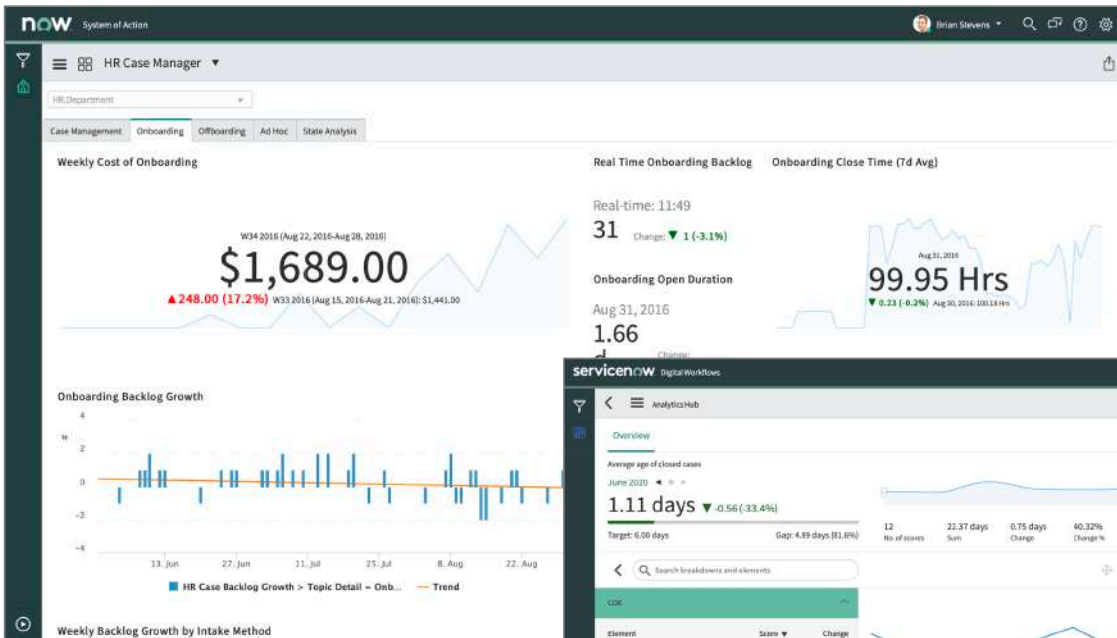 now System of Action
Brian Stevens
HR Case Manager
HR.Department
Case Management Onboarding Offboarding Ad Hoc State Analysis
Weekly Cost of Onboarding
W34 2016 (Aug 22, 2016-Aug 28, 2016)
$1,689.00
▲248.00 (17.2%) W33 2016 (Aug 15, 2016-Aug 21, 2016): $1,441.00
Real Time Onboarding Backlog
Real-time: 11:49
31 Change: ▼ 1 (-3.1%)
Onboarding Close Time (7d Avg)
Aug 31, 2016
99.95 Hrs
▼ 0.23 (-0.2%) Aug 30, 2016: 100.18 Hrs
Onboarding Open Duration
Aug 31, 2016
1.66
d
Change:
Onboarding Backlog Growth
#
4
2
0
-2
-4
13. Jun 27. Jun 11. Jul 25. Jul 8. Aug 22. Aug
HR Case Backlog Growth > Topic Detail = Onb... Trend
Weekly Backlog Growth by Intake Method
servicenow Digital Workflows
Analytics Hub
Overview
Average age of closed cases
June 2020
1.11 days ▼ -0.56 (-33.4%)
Target: 6.00 days Gap: 4.89 days (81.6%)
12 22.37 days 0.75 days 40.32%
No. of scores Sum Change Change %
Search breakdowns and elements
COE
Element Score ▼ Change